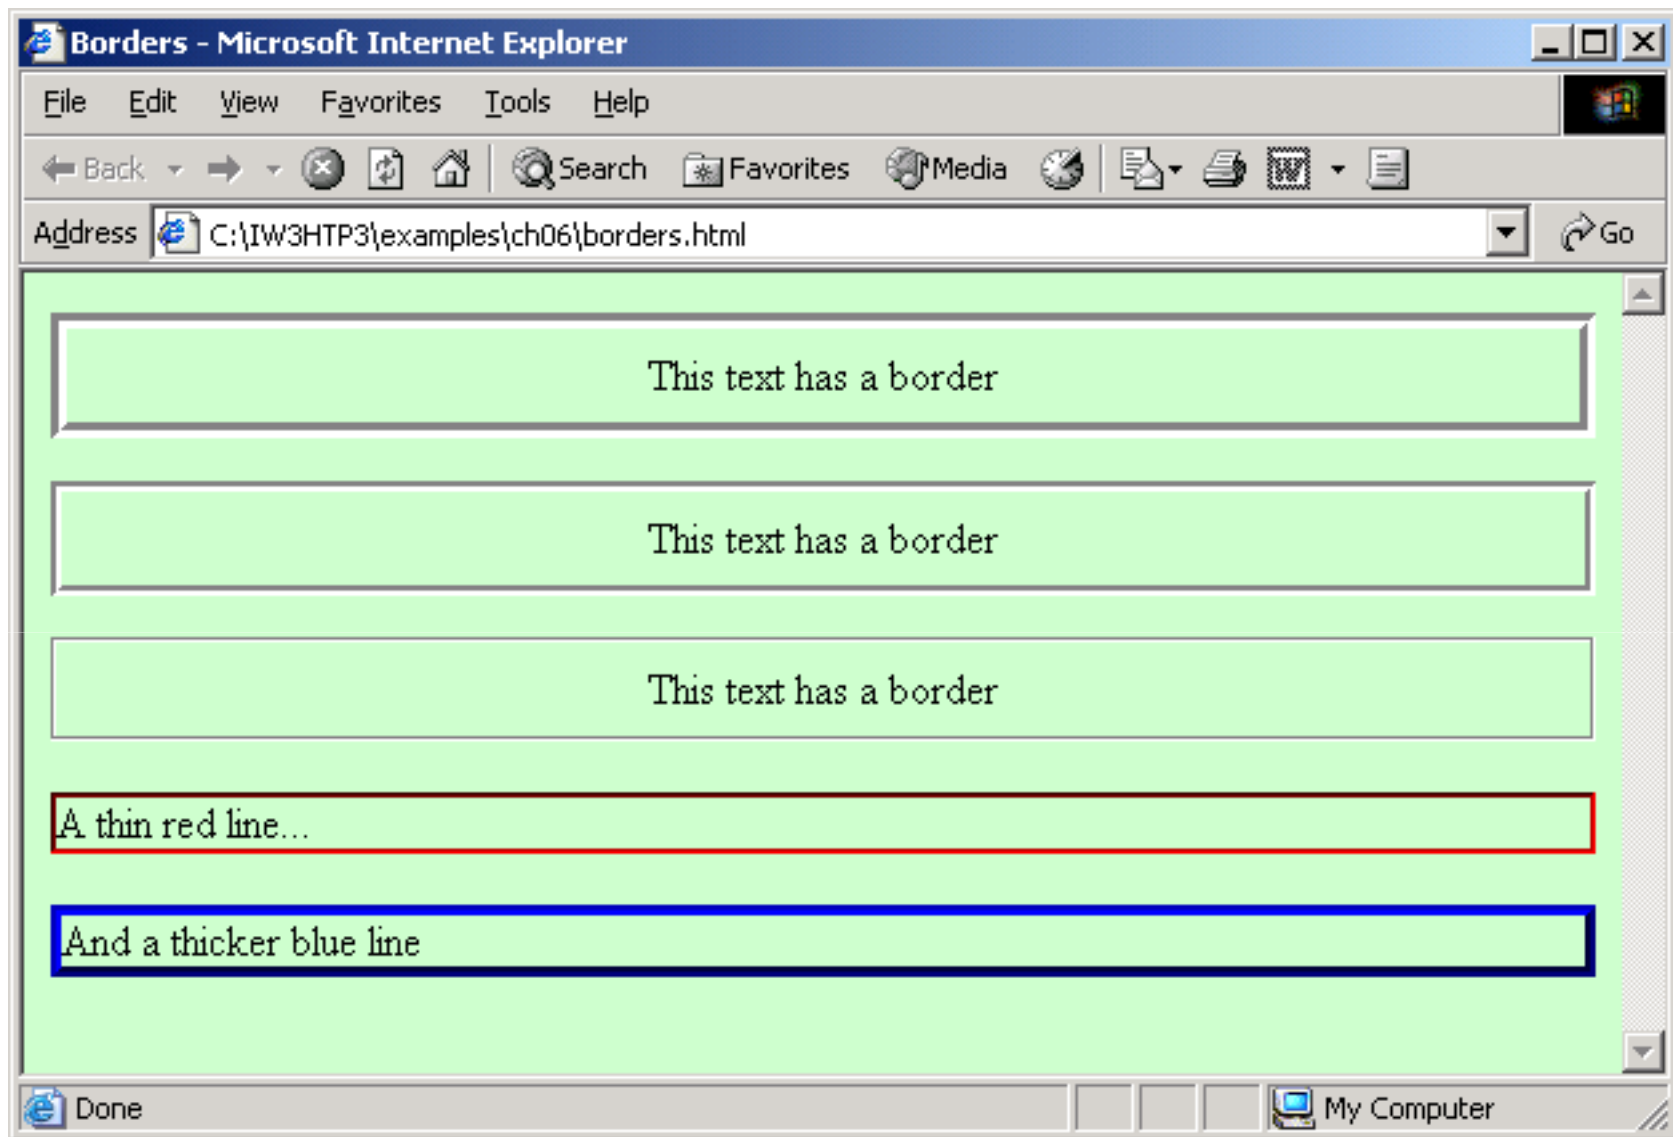 Borders - Microsoft Internet Explorer
File Edit View Favorites Tools Help
Back Search Favorites Media
Address C:\IW3HTP3\examples\ch06\borders.html Go
This text has a border
This text has a border
This text has a border
A thin red line...
And a thicker blue line
Done My Computer